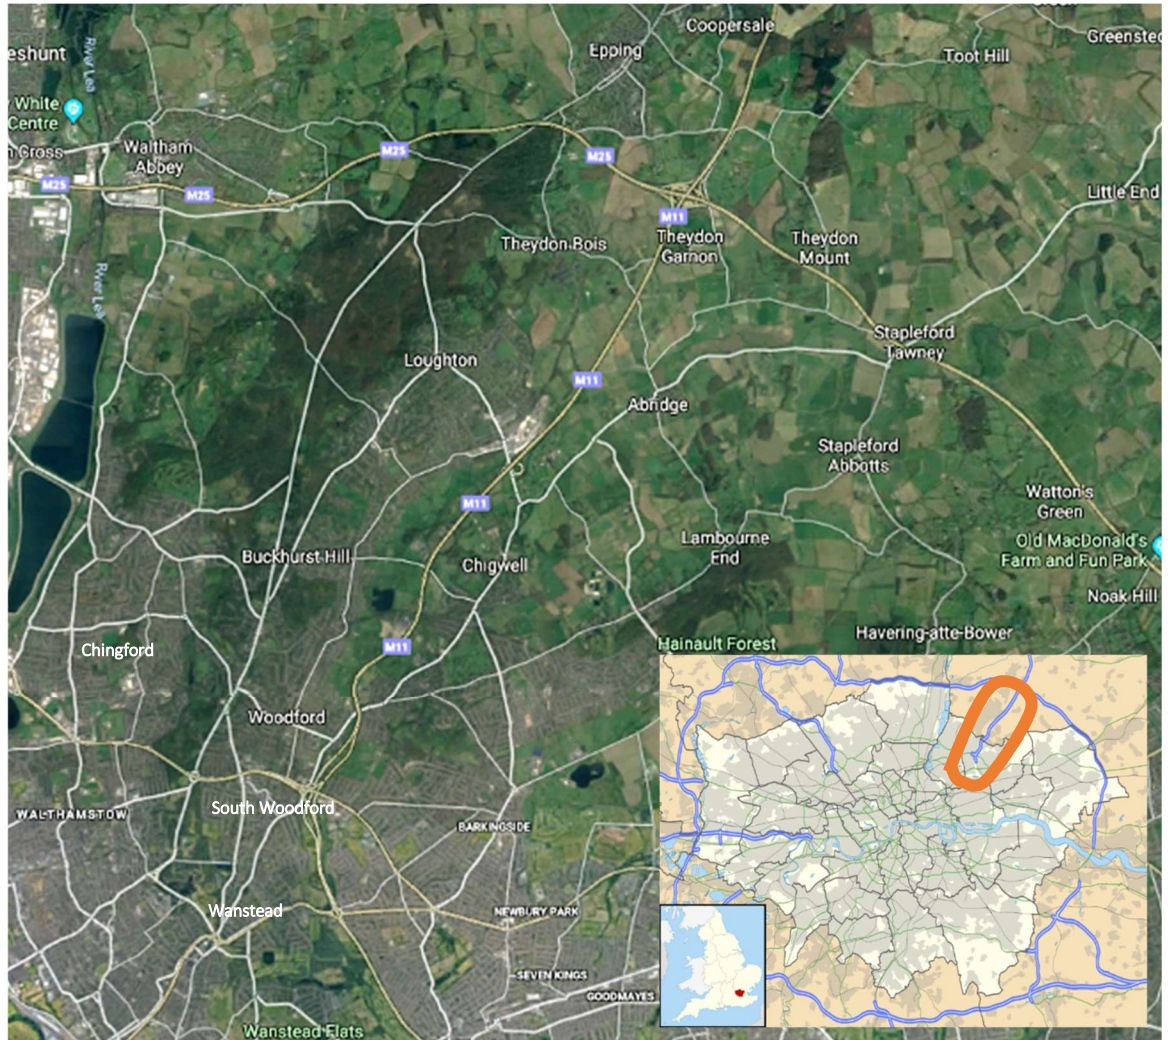 Coopersale
Greensted
Epping
Toot Hill
eshunt
River Lea
White
Centre
Waltham
Abbey
n Cross
M25
M25
M25
M25
Little End
M11
Theydon Bois
Theydon
Garnon
Theydon
Mount
River Lea
Stapleford
Tawney
Loughton
M11
Abridge
Stapleford
Abbotts
M11
Watton's
Green
Lambourne
End
Old MacDonald's
Farm and Fun Park
Buckhurst Hill
Chigwell
Noak Hill
Havering-atte-Bower
Chingford
M11
Hainault Forest
Woodford
South Woodford
WALTHAMSTOW
BARKINGSIDE
Wanstead
NEWBURY PARK
SEVEN KINGS
GOODMAYES
Wanstead Flats